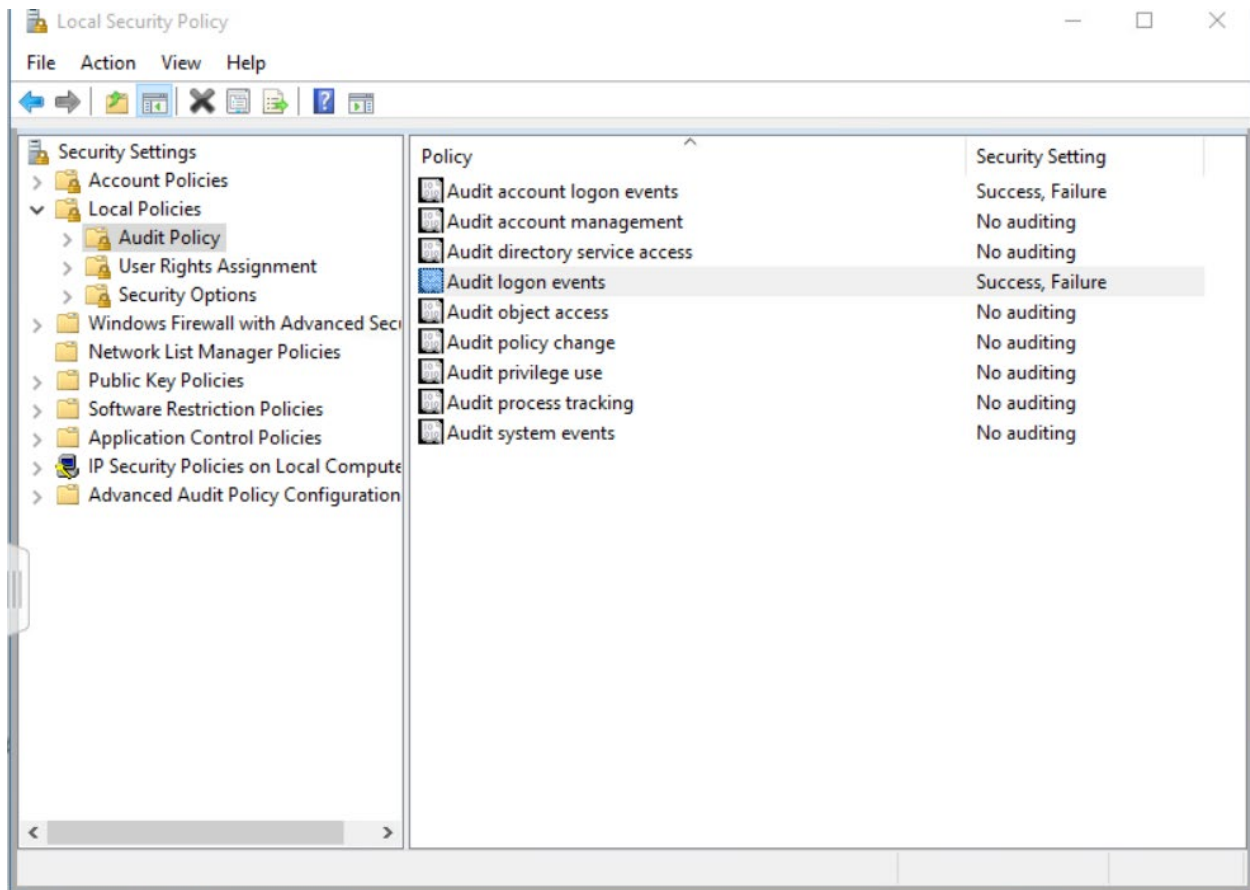 Local Security Policy
File Action View Help
Security Settings
Account Policies
Local Policies
Audit Policy
User Rights Assignment
Security Options
Windows Firewall with Advanced Secu
Network List Manager Policies
Public Key Policies
Software Restriction Policies
Application Control Policies
IP Security Policies on Local Compute
Advanced Audit Policy Configuration
Policy Security Setting
Audit account logon events Success, Failure
Audit account management No auditing
Audit directory service access No auditing
Audit logon events Success, Failure
Audit object access No auditing
Audit policy change No auditing
Audit privilege use No auditing
Audit process tracking No auditing
Audit system events No auditing